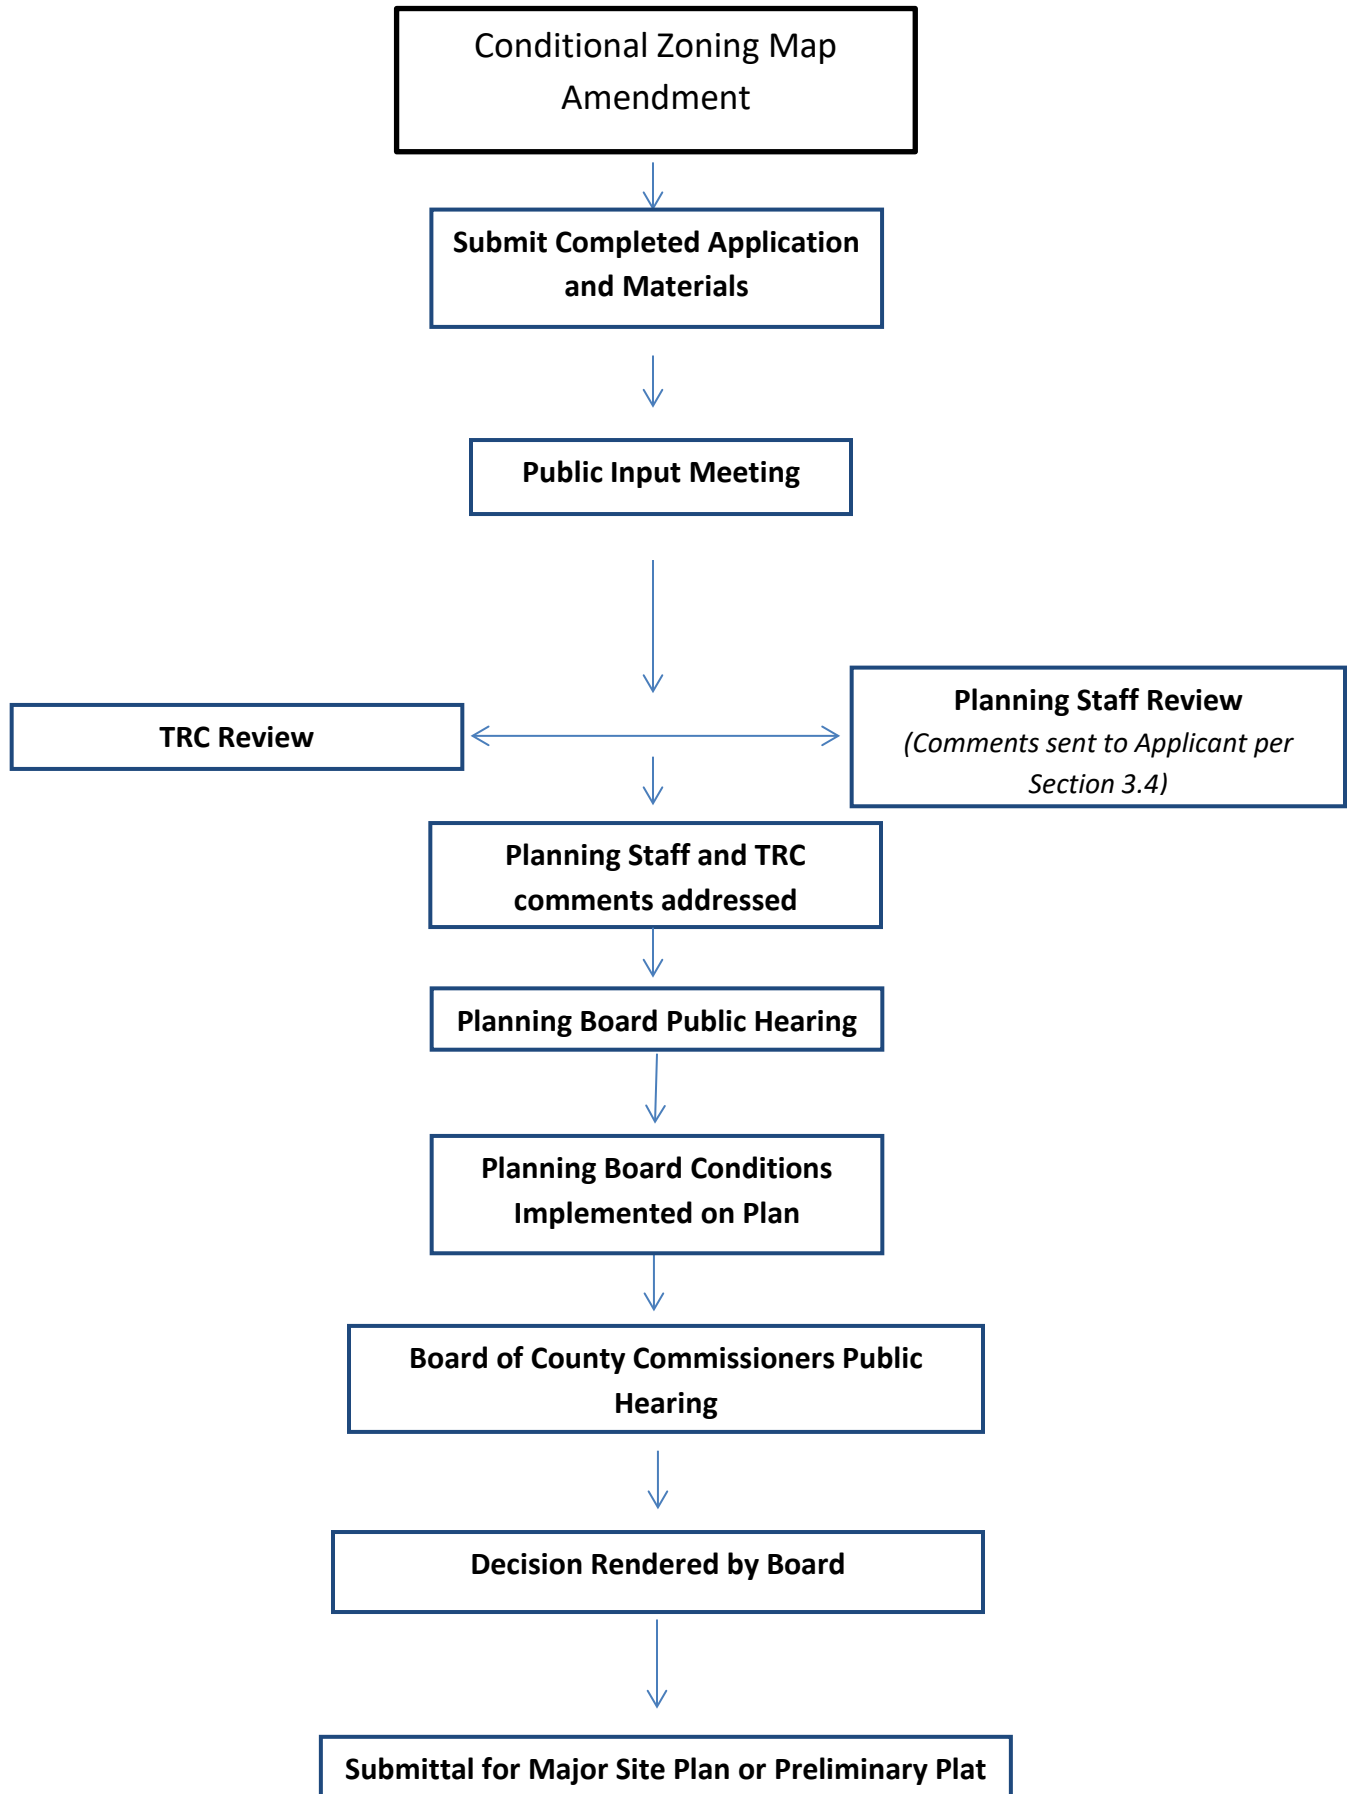 Conditional Zoning Map
Amendment
Submit Completed Application
and Materials
Public Input Meeting
TRC Review
Planning Staff Review
(Comments sent to Applicant per
Section 3.4)
Planning Staff and TRC
comments addressed
Planning Board Public Hearing
Planning Board Conditions
Implemented on Plan
Board of County Commissioners Public
Hearing
Decision Rendered by Board
Submittal for Major Site Plan or Preliminary Plat